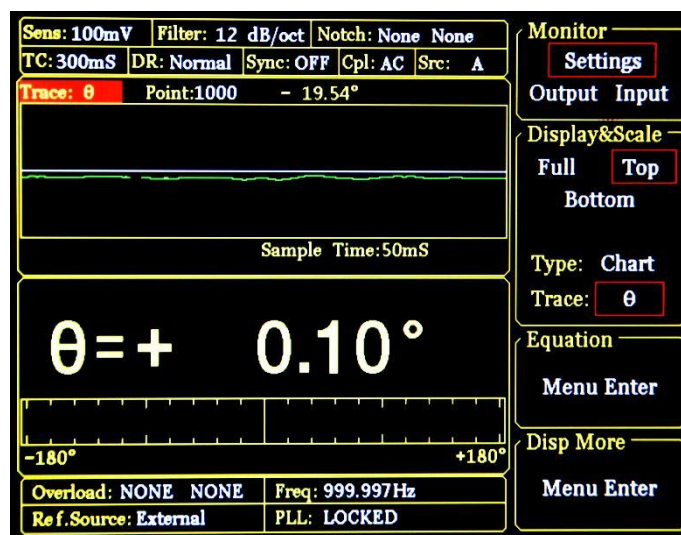 Sens: 100mV Filter: 12 dB/oct Notch: None None
TC: 300mS DR: Normal Sync: OFF Cpl: AC Src: A
Trace: θ Point:1000 - 19.54°
Sample Time:50mS
θ=+ 0.10°
-180° +180°
Overload: NONE NONE Freq: 999.997Hz
Ref.Source: External PLL: LOCKED
Monitor
Settings
Output Input
Display&Scale
Full Top
Bottom
Type: Chart
Trace: θ
Equation
Menu Enter
Disp More
Menu Enter